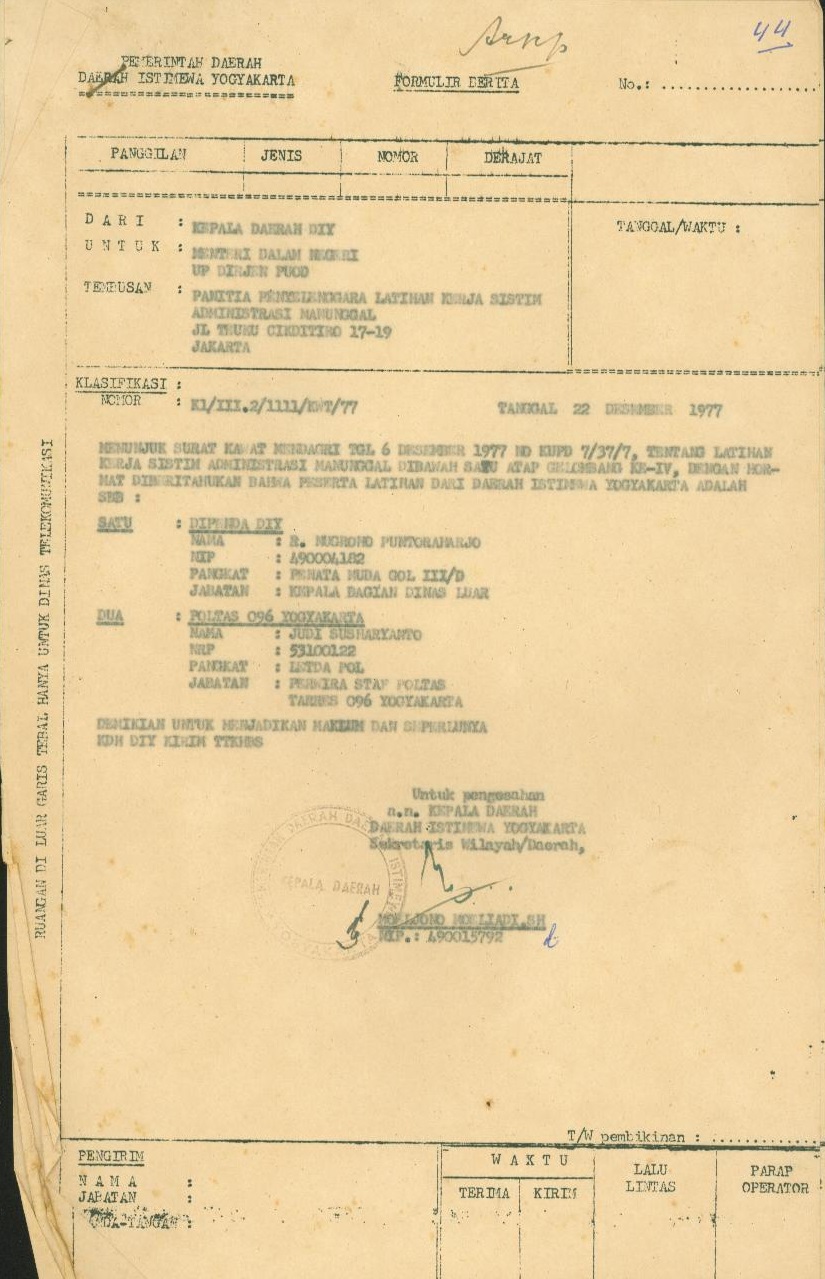 Arsip
44
PEMERINTAH DAERAH
DAERAH ISTIMEWA YOGYAKARTA
FORMULIR BERITA
No.: ....................
PANGGILAN JENIS NOMOR DERAJAT
D A R I : KEPALA DAERAH DIY
TANGGAL/WAKTU :
U N T U K : MENTERI DALAM NEGERI
UP DIRJEN PUOD
TEMBUSAN : PANITIA PENYELENGGARA LATIHAN KERJA SISTIM
ADMINISTRASI MANUNGGAL
JL TEUKU CIKDITIRO 17-19
JAKARTA
KLASIFIKASI :
NOMOR : K1/III.2/1111/KWT/77 TANGGAL 22 DESEMBER 1977
MENUNJUK SURAT KAWAT MENDAGRI TGL 6 DESEMBER 1977 NO KUPD 7/37/7, TENTANG LATIHAN
KERJA SISTIM ADMINISTRASI MANUNGGAL DIBAWAH SATU ATAP GELOMBANG KE-IV, DENGAN HOR-
MAT DIBERITAHUKAN BAHWA PESERTA LATIHAN DARI DAERAH ISTIMEWA YOGYAKARTA ADALAH
SBB :
SATU : DIPENDA DIY
NAMA : R. NUGROHO PUNTORAHARJO
NIP : 490004182
PANGKAT : PENATA MUDA GOL III/D
JABATAN : KEPALA BAGIAN DINAS LUAR
DUA : POLTAS 096 YOGYAKARTA
NAMA : JUDI SUSHARYANTO
NRP : 53100122
PANGKAT : LETDA POL
JABATAN : PERWIRA STAF POLTAS
TARRES 096 YOGYAKARTA
DEMIKIAN UNTUK MENJADIKAN MAKLUM DAN SEPERLUNYA
KDH DIY KIRIM TTKHBS
Untuk pengesahan
a.n. KEPALA DAERAH
DAERAH ISTIMEWA YOGYAKARTA
Sekretaris Wilayah/Daerah,
KEPALA DAERAH
MOELJONO MOELIADI.SH
NIP.: 490015792
RUANGAN DI LUAR GARIS TEBAL HANYA UNTUK DINAS TELEKOMUNIKASI
T/W pembikinan : ............
PENGIRIM
N A M A :
JABATAN :
TANDA-TANGAN :
W A K T U
TERIMA KIRIM
LALU
LINTAS
PARAP
OPERATOR